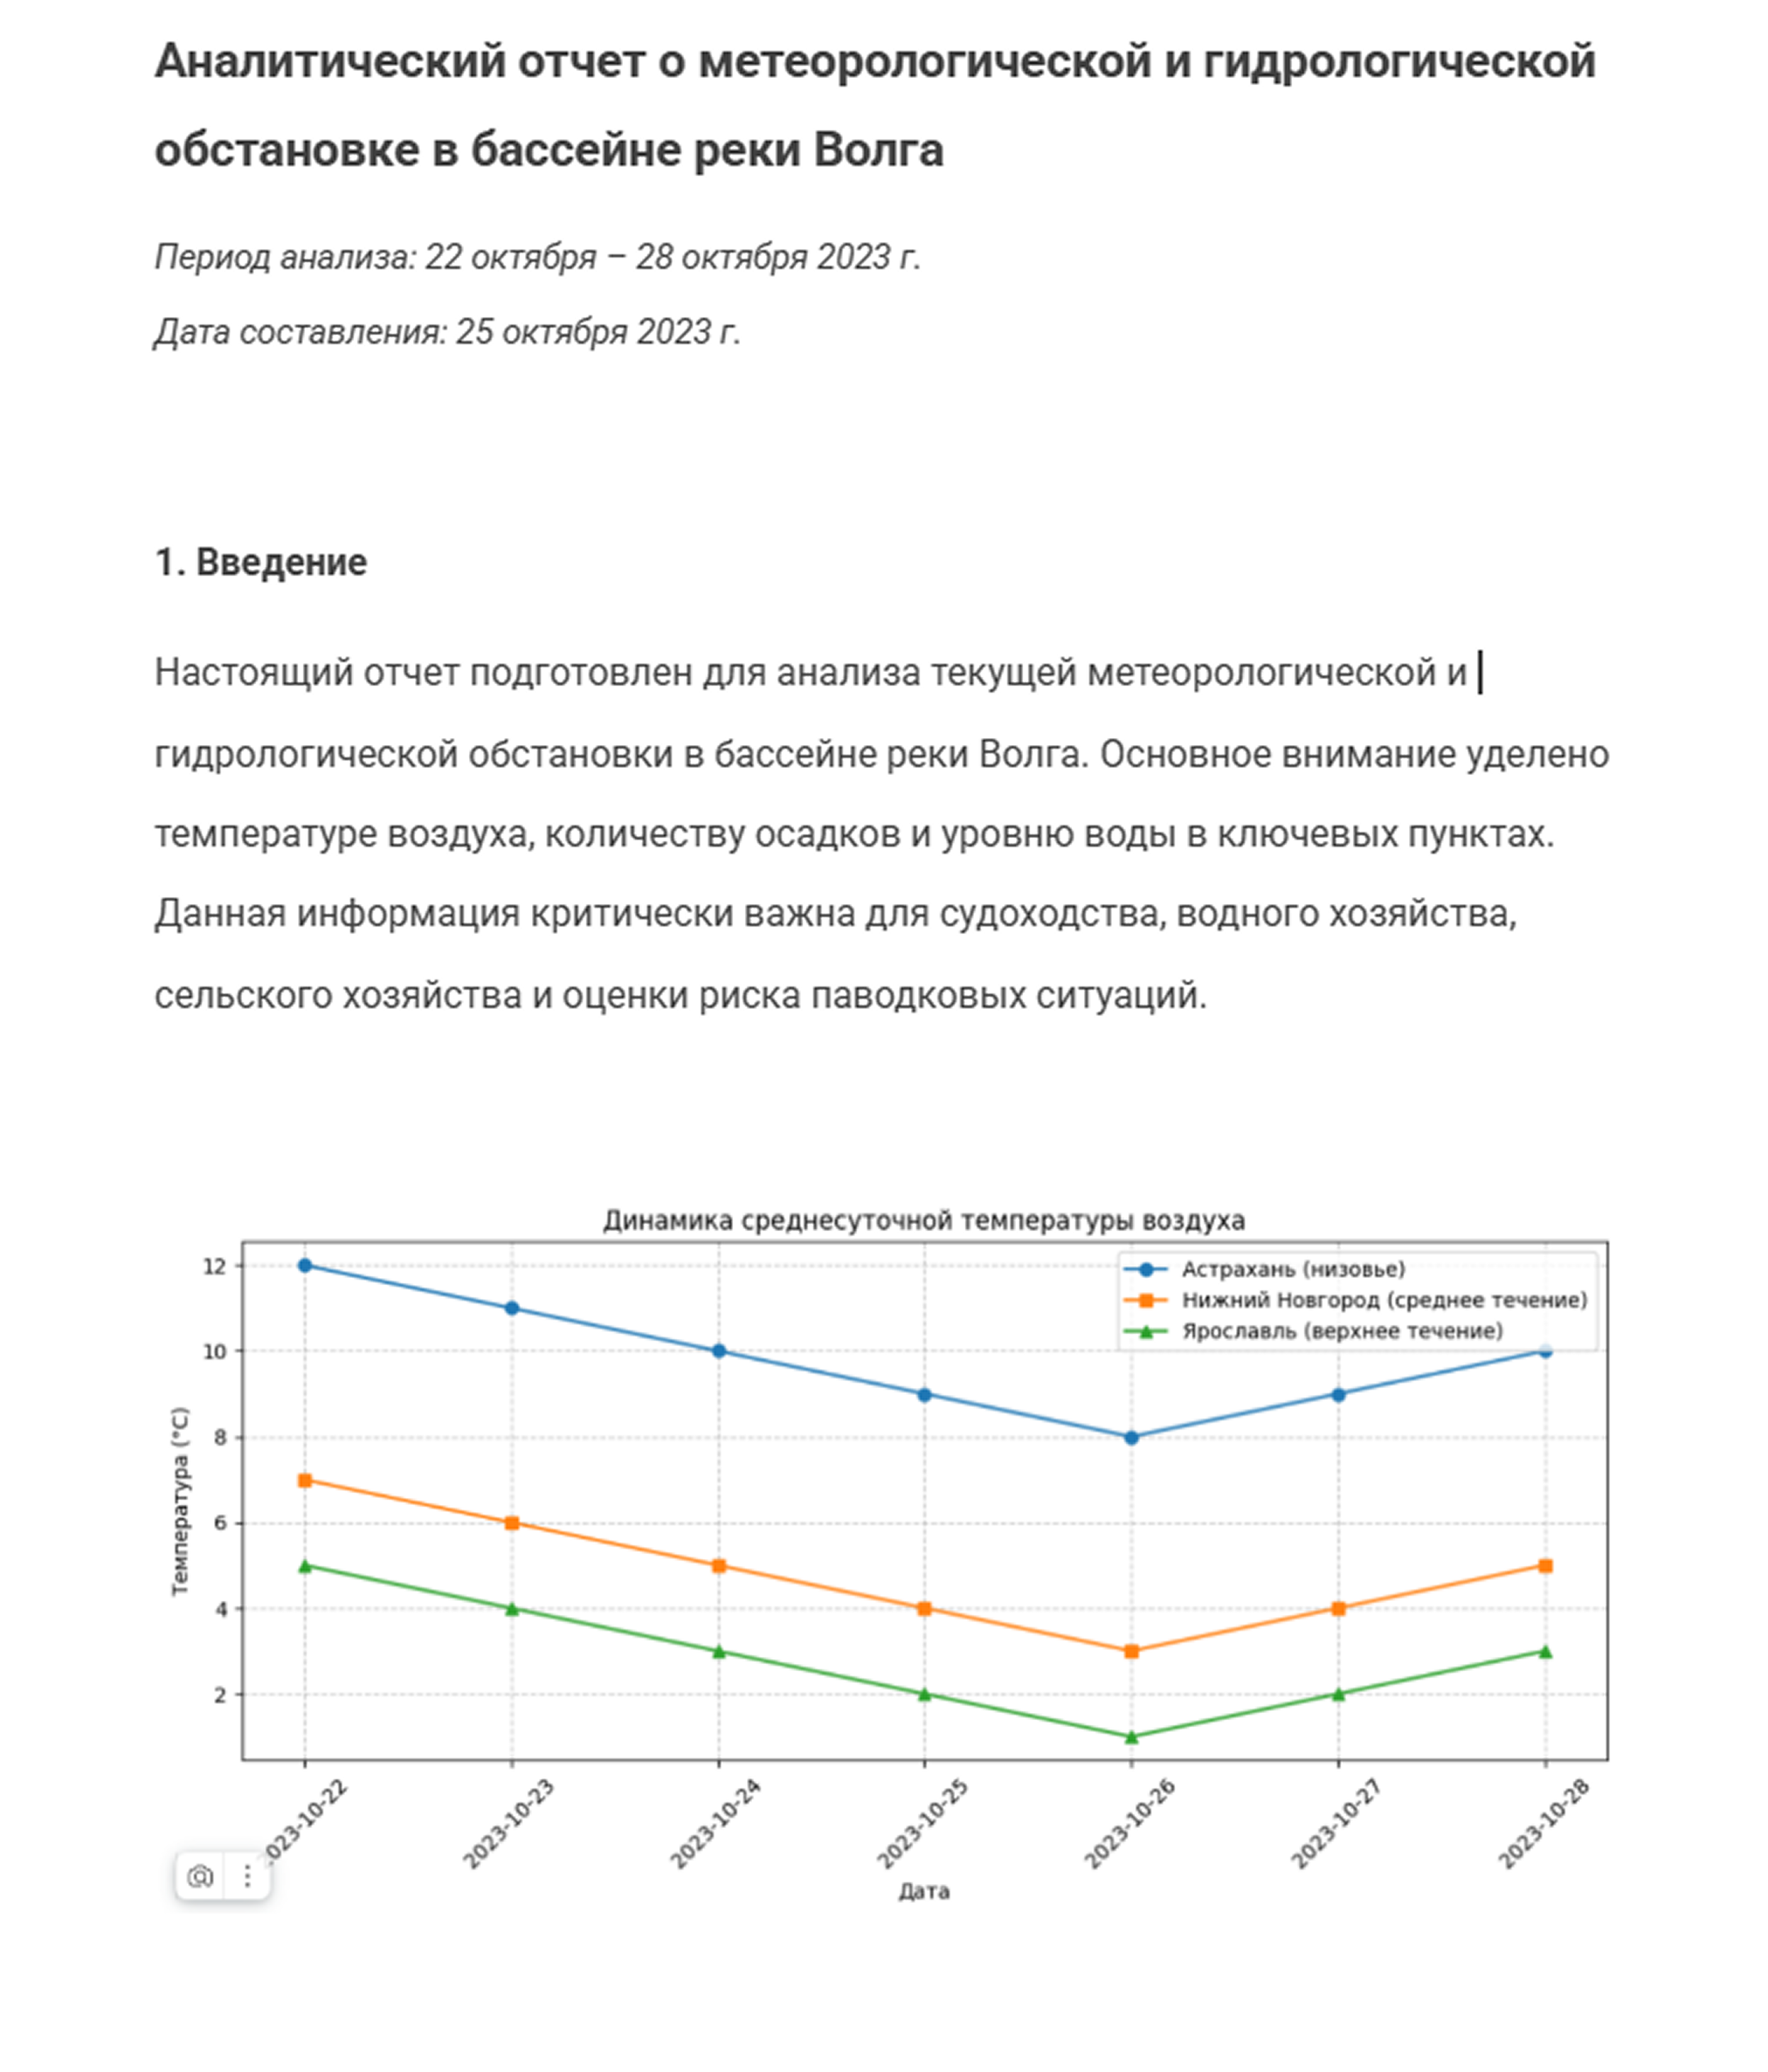 Аналитический отчет о метеорологической и гидрологической
обстановке в бассейне реки Волга
Период анализа: 22 октября – 28 октября 2023 г.
Дата составления: 25 октября 2023 г.
1. Введение
Настоящий отчет подготовлен для анализа текущей метеорологической и
гидрологической обстановки в бассейне реки Волга. Основное внимание уделено
температуре воздуха, количеству осадков и уровню воды в ключевых пунктах.
Данная информация критически важна для судоходства, водного хозяйства,
сельского хозяйства и оценки риска паводковых ситуаций.
Динамика среднесуточной температуры воздуха
Астрахань (низовье)
Нижний Новгород (среднее течение)
Ярославль (верхнее течение)
Температура (°C)
12
10
8
6
4
2
2023-10-22
2023-10-23
2023-10-24
2023-10-25
2023-10-26
2023-10-27
2023-10-28
Дата